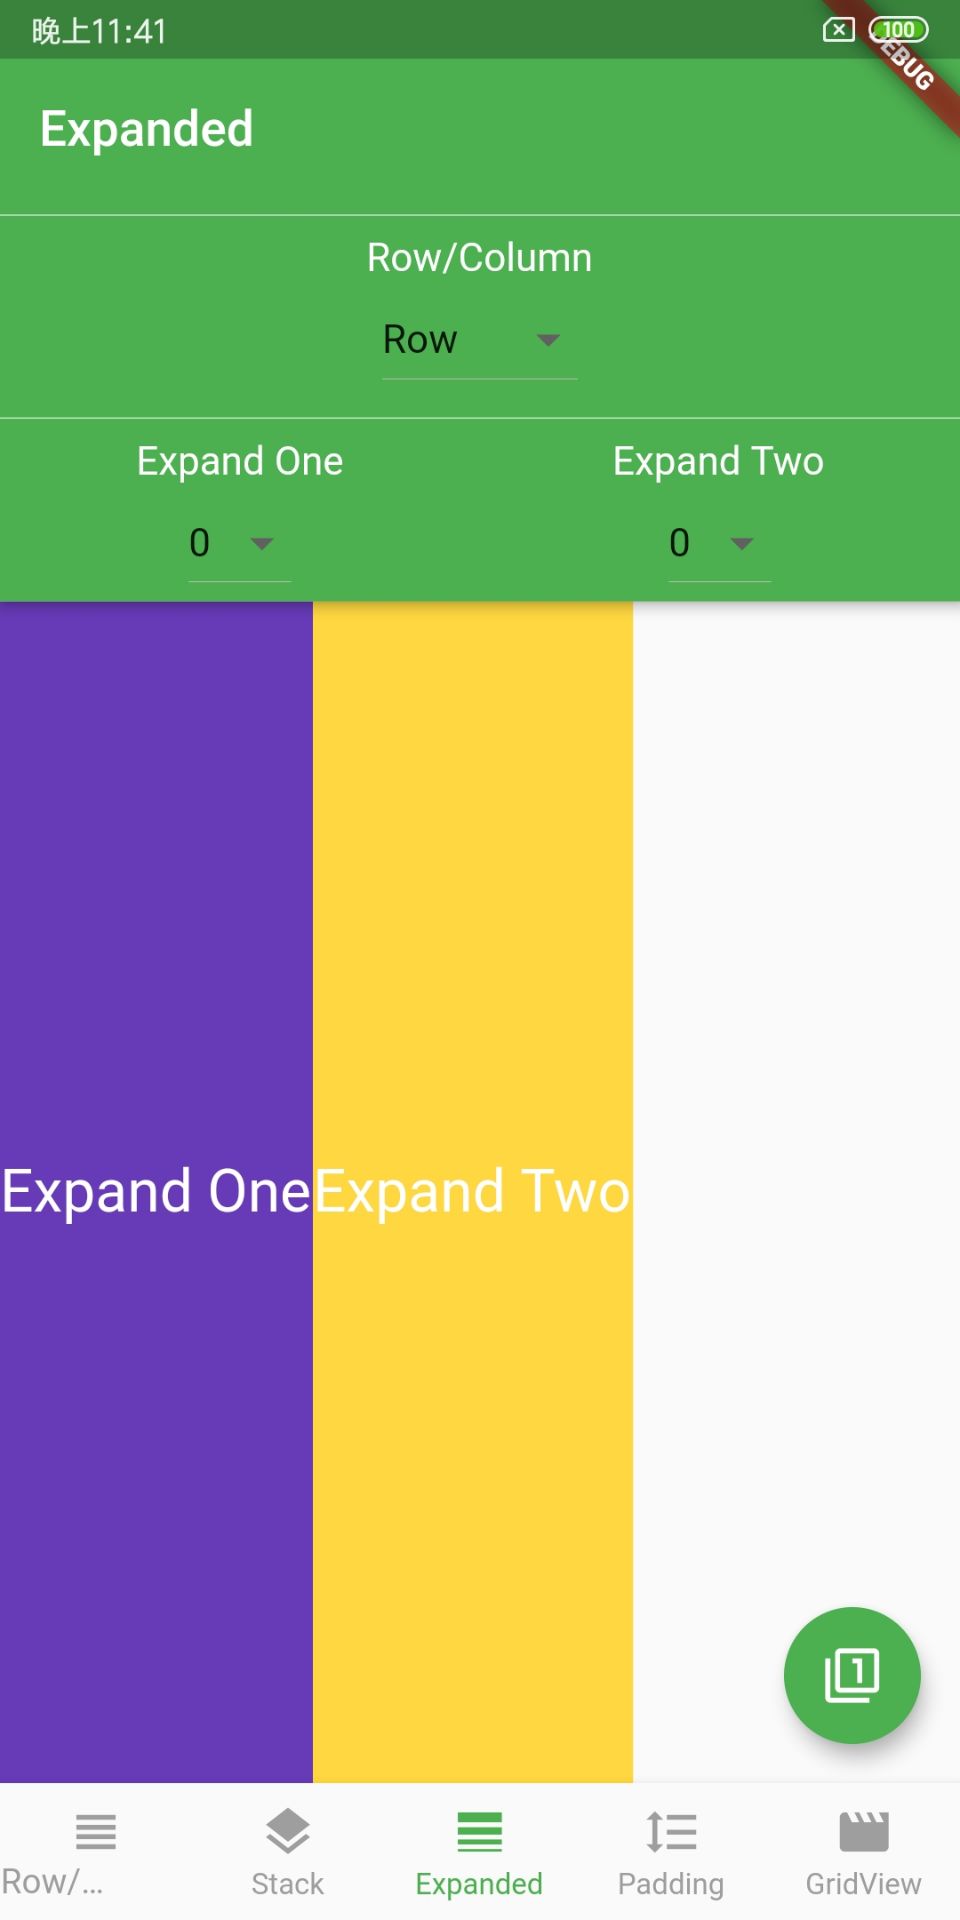 晚上11:41
100
DEBUG
Expanded
Row/Column
Row
Expand One Expand Two
0 0
Expand One Expand Two
1
Row/... Stack Expanded Padding GridView